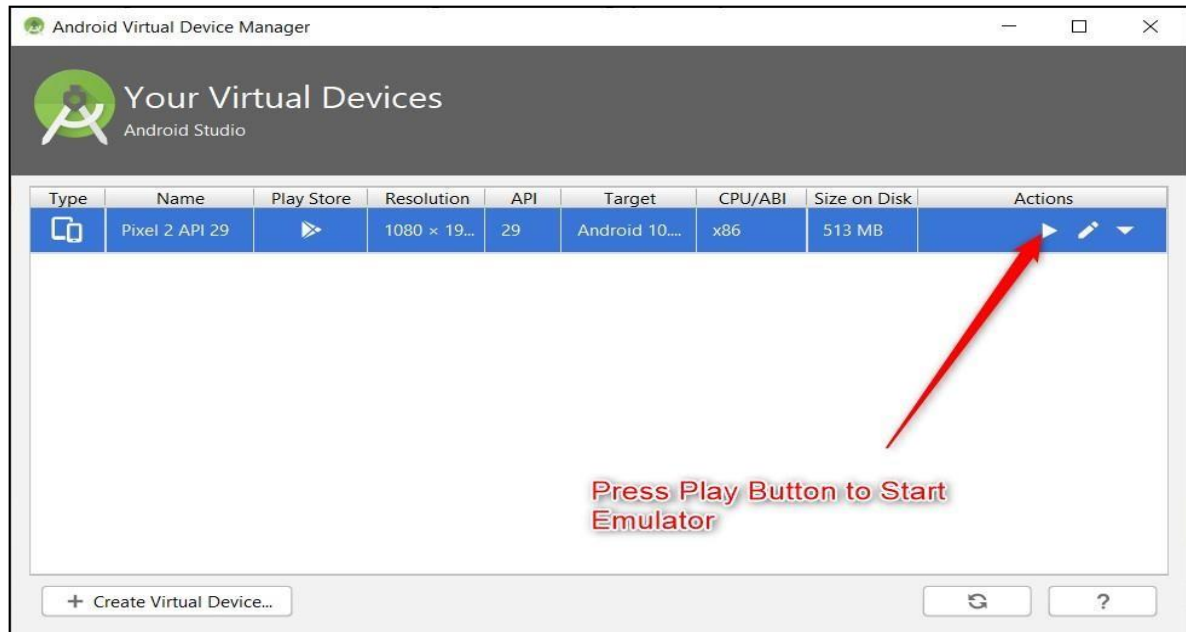 Android Virtual Device Manager
Your Virtual Devices
Android Studio
Type Name Play Store Resolution API Target CPU/ABI Size on Disk Actions
Pixel 2 API 29 1080 × 19... 29 Android 10.... x86 513 MB
Press Play Button to Start
Emulator
+ Create Virtual Device... ?